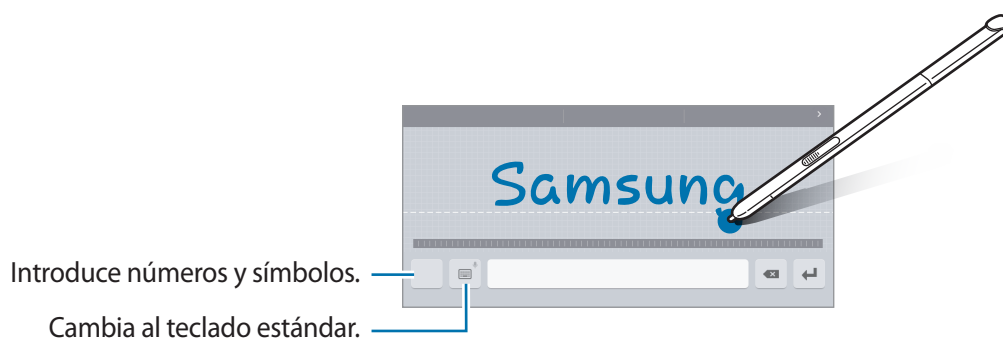 Samsung
Introduce números y símbolos.
Cambia al teclado estándar.